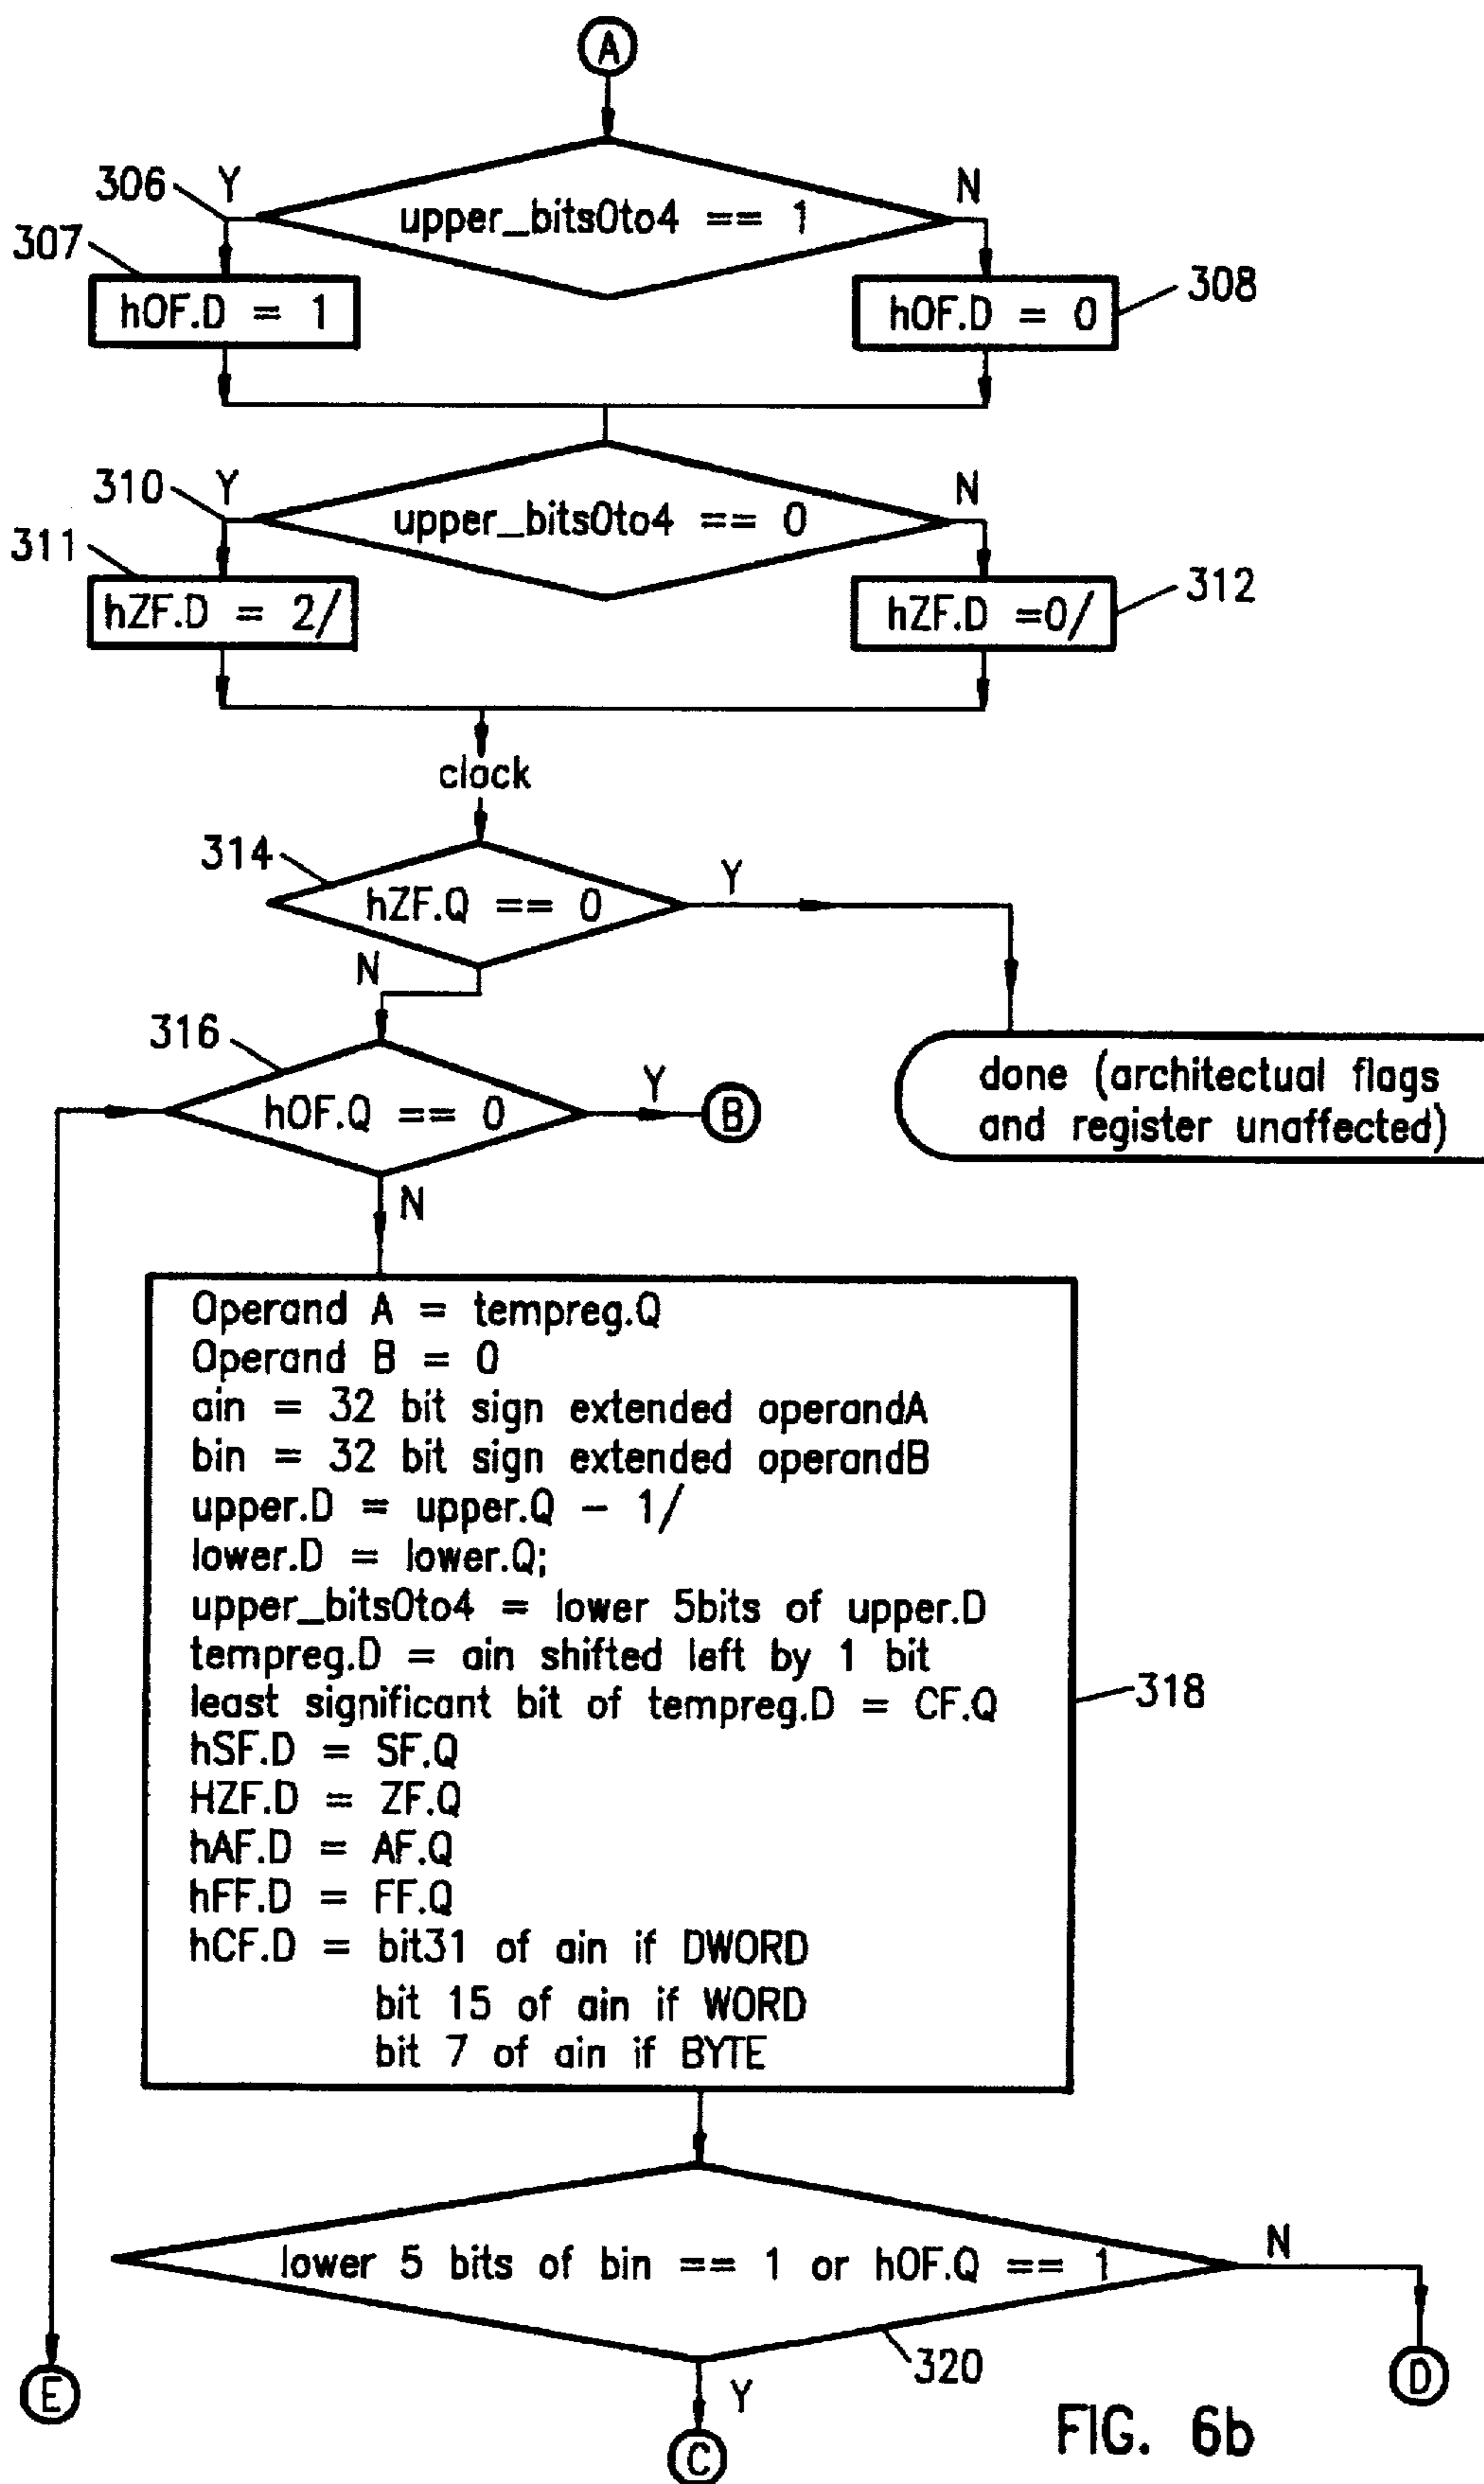 A
306
Y
upper_bits0to4 == 1
N
307
hOF.D = 1
hOF.D = 0
308
310
Y
upper_bits0to4 == 0
N
311
hZF.D = 2/
hZF.D =0/
312
clock
314
hZF.Q == 0
Y
N
316
hOF.Q == 0
Y
B
done (architectual flags
and register unaffected)
N
Operand A = tempreg.Q
Operand B = 0
ain = 32 bit sign extended operandA
bin = 32 bit sign extended operandB
upper.D = upper.Q - 1/
lower.D = lower.Q;
upper_bits0to4 = lower 5bits of upper.D
tempreg.D = ain shifted left by 1 bit
least significant bit of tempreg.D = CF.Q
hSF.D = SF.Q
HZF.D = ZF.Q
hAF.D = AF.Q
hFF.D = FF.Q
hCF.D = bit31 of ain if DWORD
bit 15 of ain if WORD
bit 7 of ain if BYTE
318
lower 5 bits of bin == 1 or hOF.Q == 1
N
320
E
Y
D
C
FIG. 6b